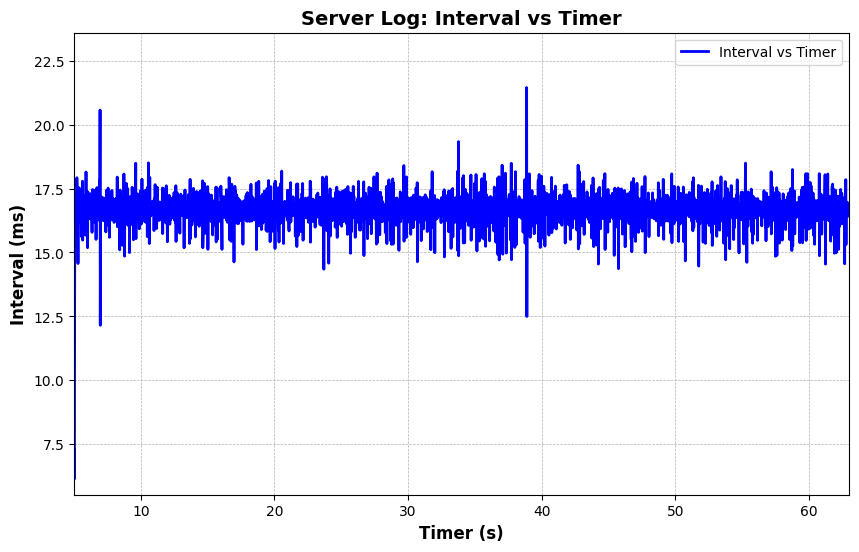 Server Log: Interval vs Timer
Interval vs Timer
22.5
20.0
17.5
15.0
12.5
10.0
7.5
Interval (ms)
10 20 30 40 50 60
Timer (s)